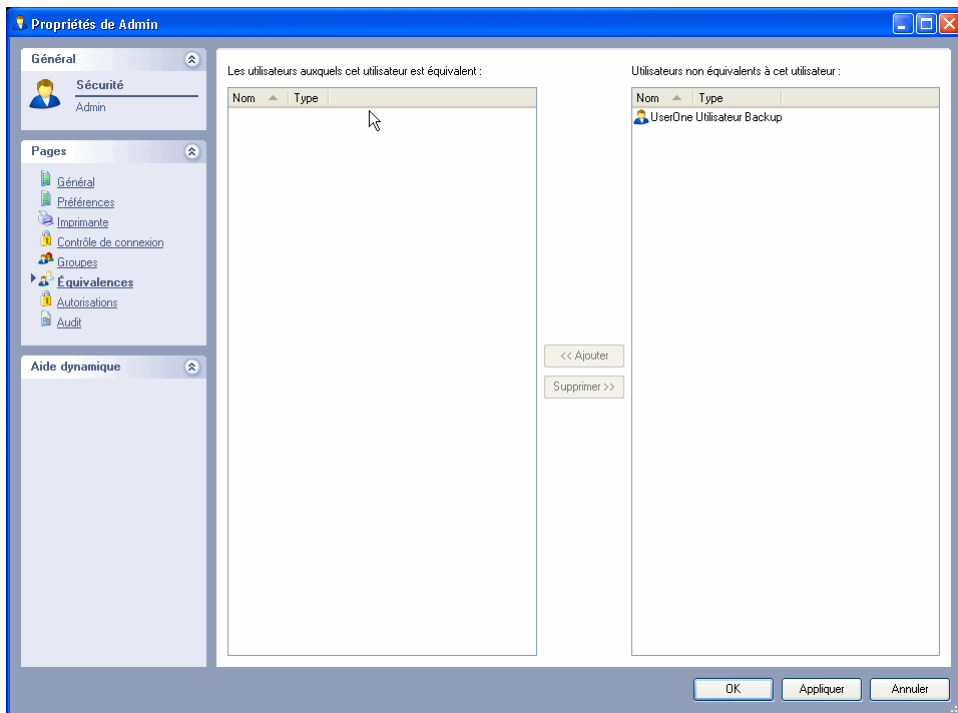 Propriétés de Admin
Général
Sécurité
Admin
Pages
Général
Préférences
Imprimante
Contrôle de connexion
Groupes
Équivalences
Autorisations
Audit
Aide dynamique
Les utilisateurs auxquels cet utilisateur est équivalent :
Nom Type
<< Ajouter
Supprimer >>
Utilisateurs non équivalents à cet utilisateur :
Nom Type
UserOne Utilisateur Backup
OK Appliquer Annuler